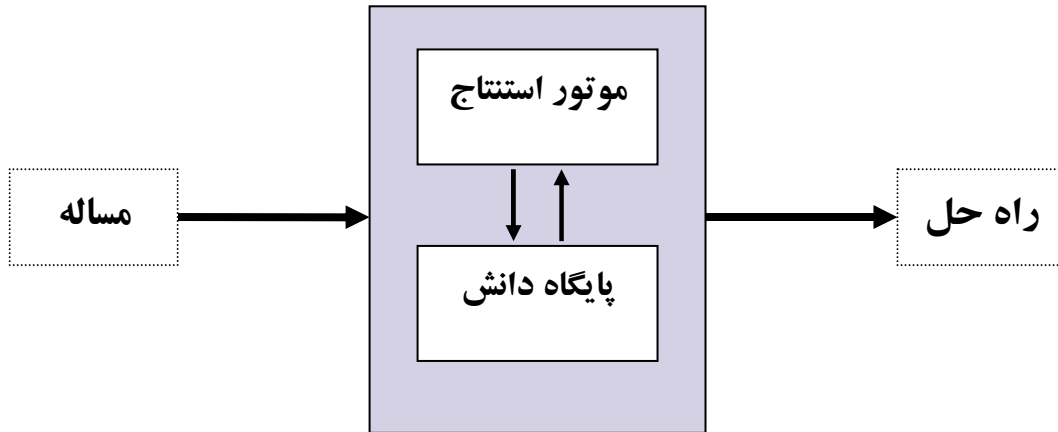 موتور استنتاج
مساله
راه حل
پایگاه دانش